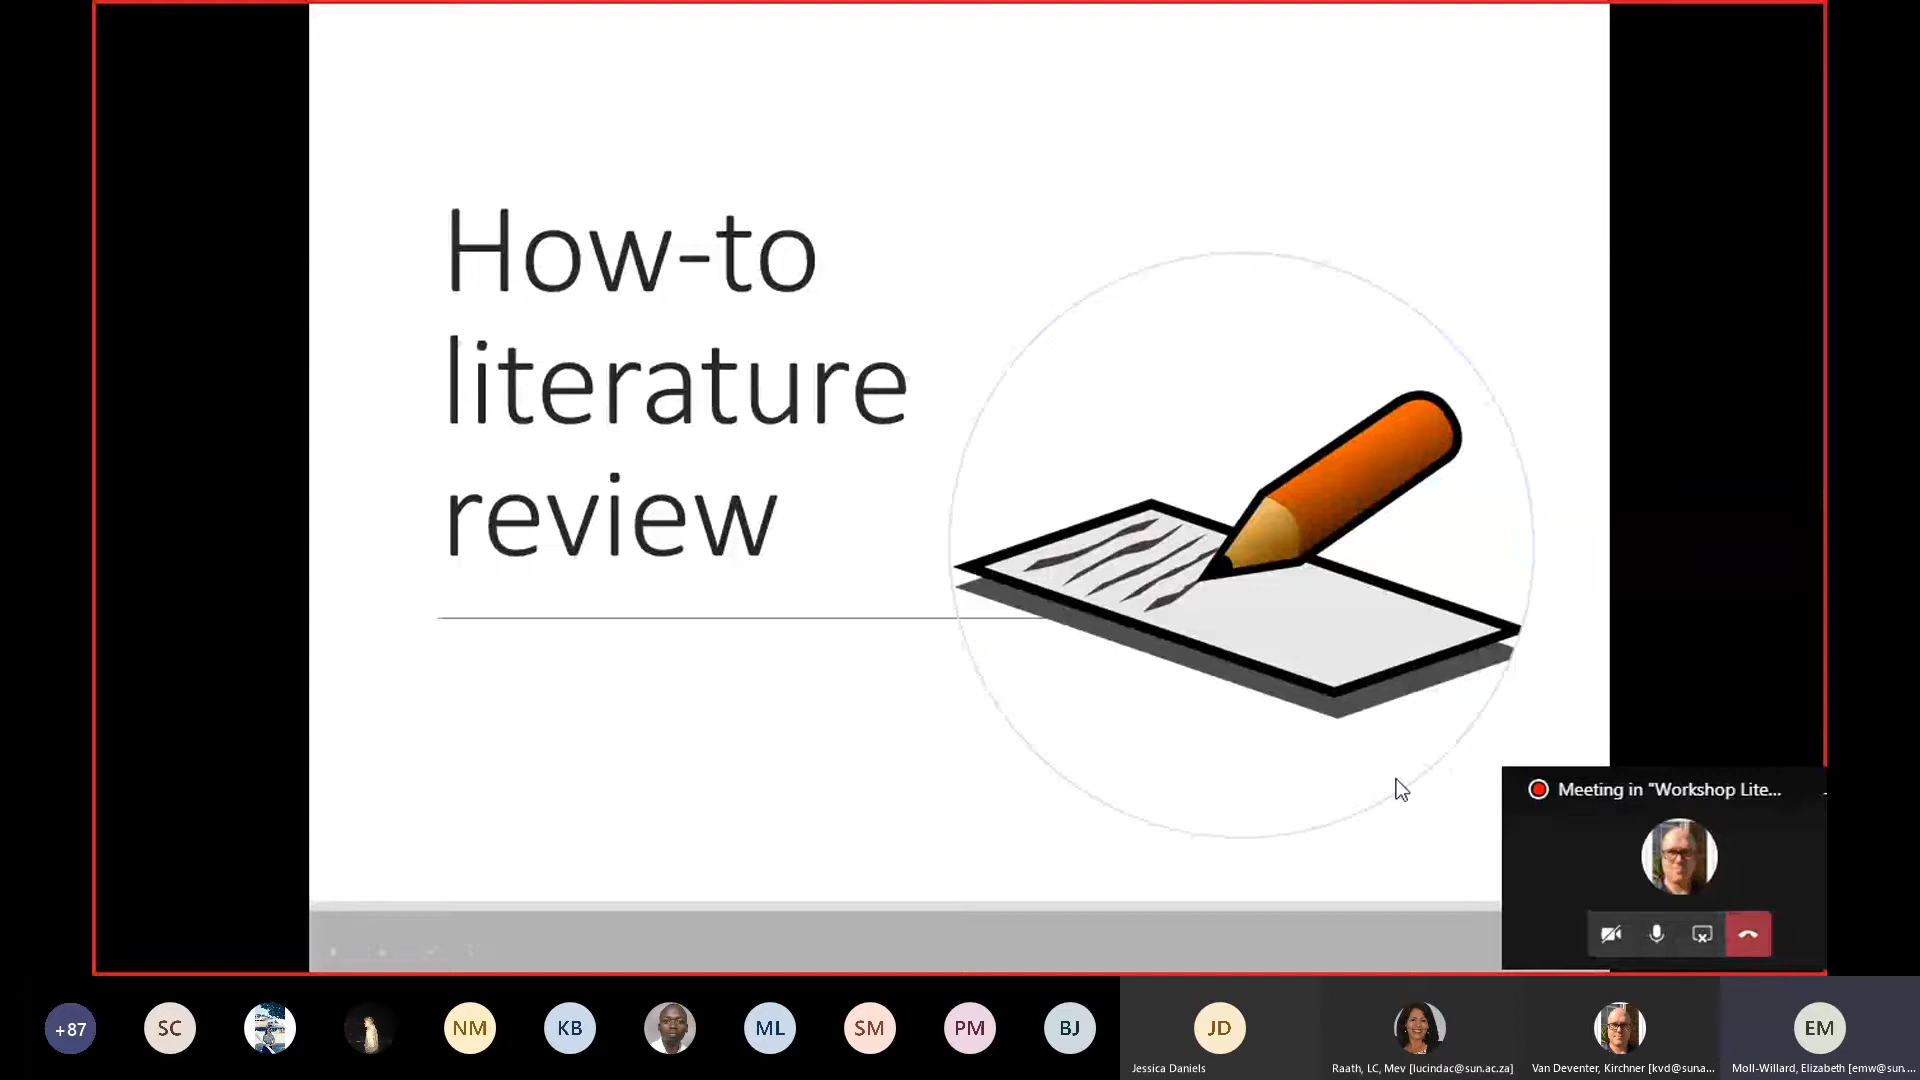 How-to
literature
review
Meeting in "Workshop Lite...
+87
SC
NM
KB
ML
SM
PM
BJ
JD
EM
Jessica Daniels
Raath, LC, Mev [lucindac@sun.ac.za]
Van Deventer, Kirchner [kvd@suna...
Moll-Willard, Elizabeth [emw@sun....